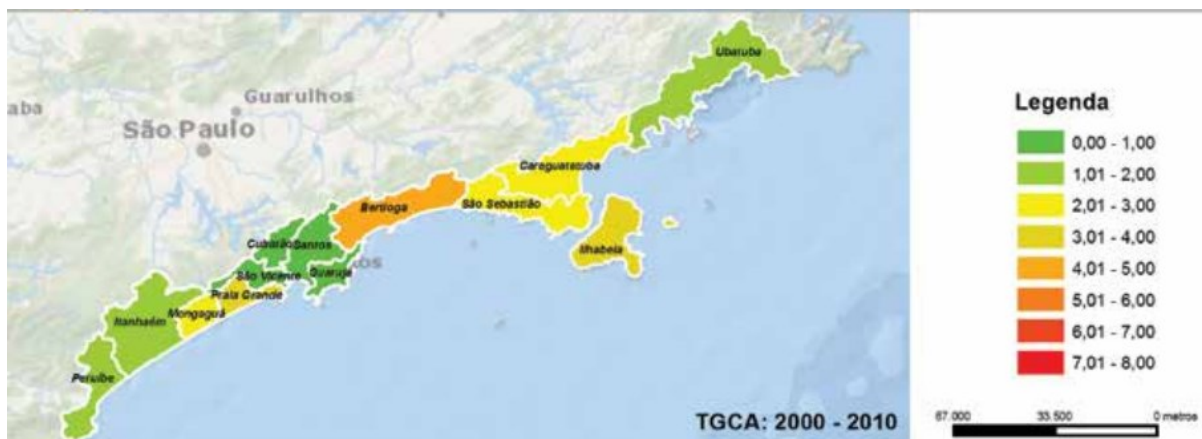 Ubatuba
Guarulhos
aba
São Paulo
Caraguatatuba
Bertioga
São Sebastião
Ilhabela
Cubatão
Santos
os
São Vicente
Guarujá
Praia Grande
Mongaguá
Itanhaém
Peruíbe
TGCA: 2000 - 2010
Legenda
0,00 - 1,00
1,01 - 2,00
2,01 - 3,00
3,01 - 4,00
4,01 - 5,00
5,01 - 6,00
6,01 - 7,00
7,01 - 8,00
67.000 33.500 0 metros